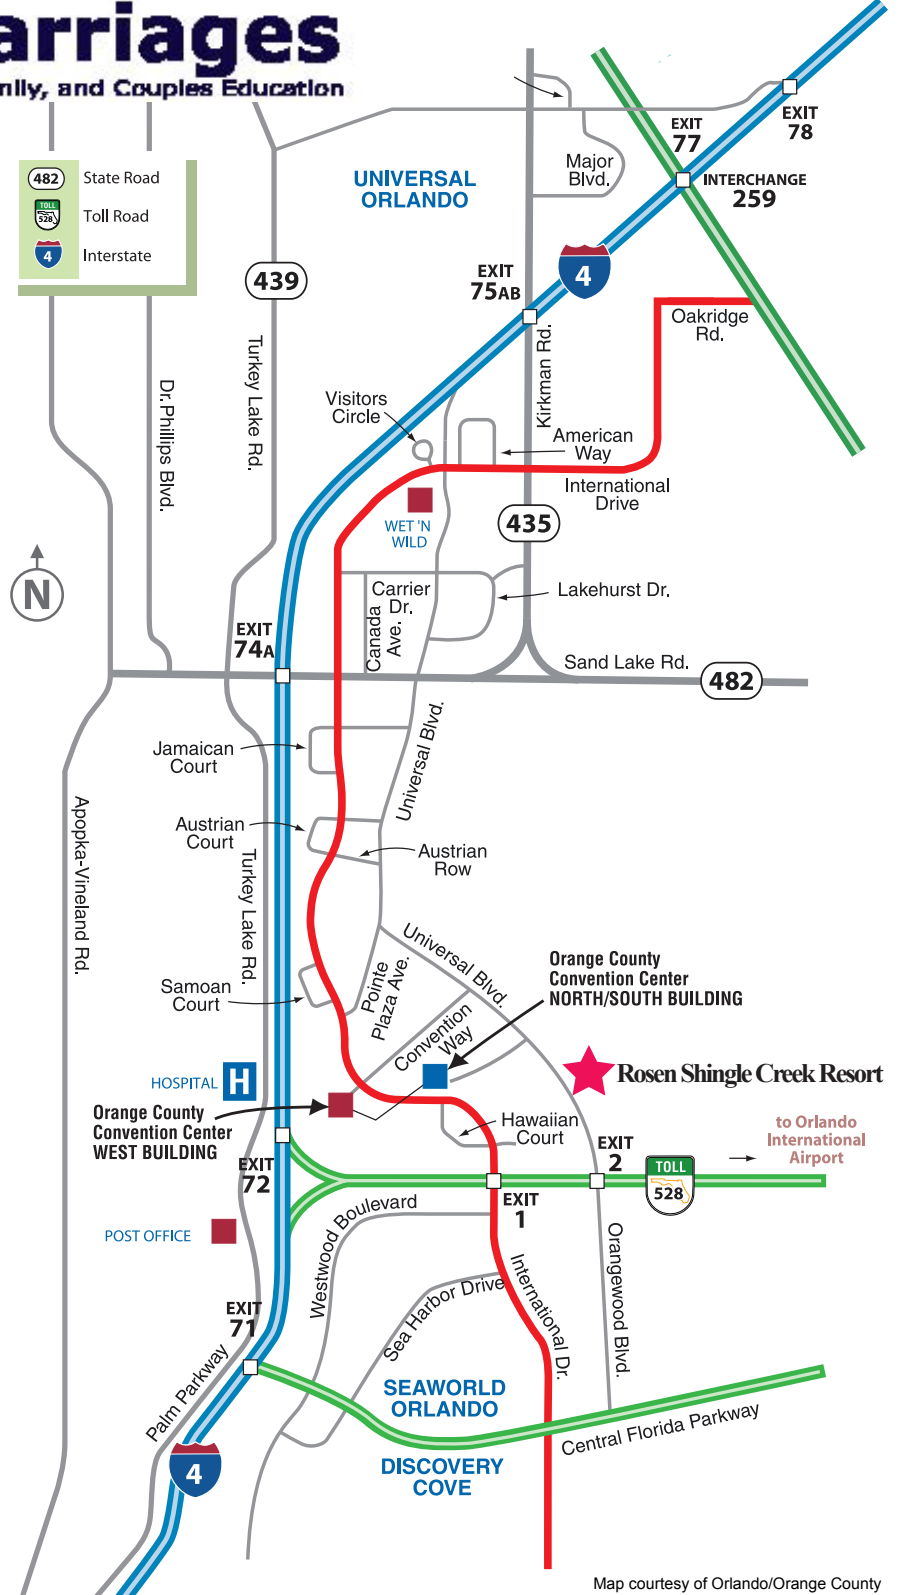 arriages
nily, and Couples Education
482 State Road
TOLL
528
Toll Road
4 Interstate
UNIVERSAL
ORLANDO
Major
Blvd.
EXIT
77
EXIT
78
INTERCHANGE
259
439
EXIT
75AB
4
Oakridge
Rd.
Turkey Lake Rd.
Dr. Phillips Blvd.
Kirkman Rd.
Visitors
Circle
American
Way
International
Drive
WET 'N
WILD
435
N
Carrier
Dr.
Canada
Ave.
Lakehurst Dr.
EXIT
74A
Sand Lake Rd.
482
Jamaican
Court
Universal Blvd.
Apopka-Vineland Rd.
Austrian
Court
Austrian
Row
Turkey Lake Rd.
Universal Blvd.
Pointe
Plaza Ave.
Samoan
Court
Orange County
Convention Center
NORTH/SOUTH BUILDING
Convention
Way
HOSPITAL H
Rosen Shingle Creek Resort
Orange County
Convention Center
WEST BUILDING
Hawaiian
Court
to Orlando
International
Airport
EXIT
2
EXIT
72
TOLL
528
EXIT
1
Westwood Boulevard
POST OFFICE
Orangewood Blvd.
International Dr.
Sea Harbor Drive
EXIT
71
Palm Parkway
SEAWORLD
ORLANDO
Central Florida Parkway
4
DISCOVERY
COVE
Map courtesy of Orlando/Orange County